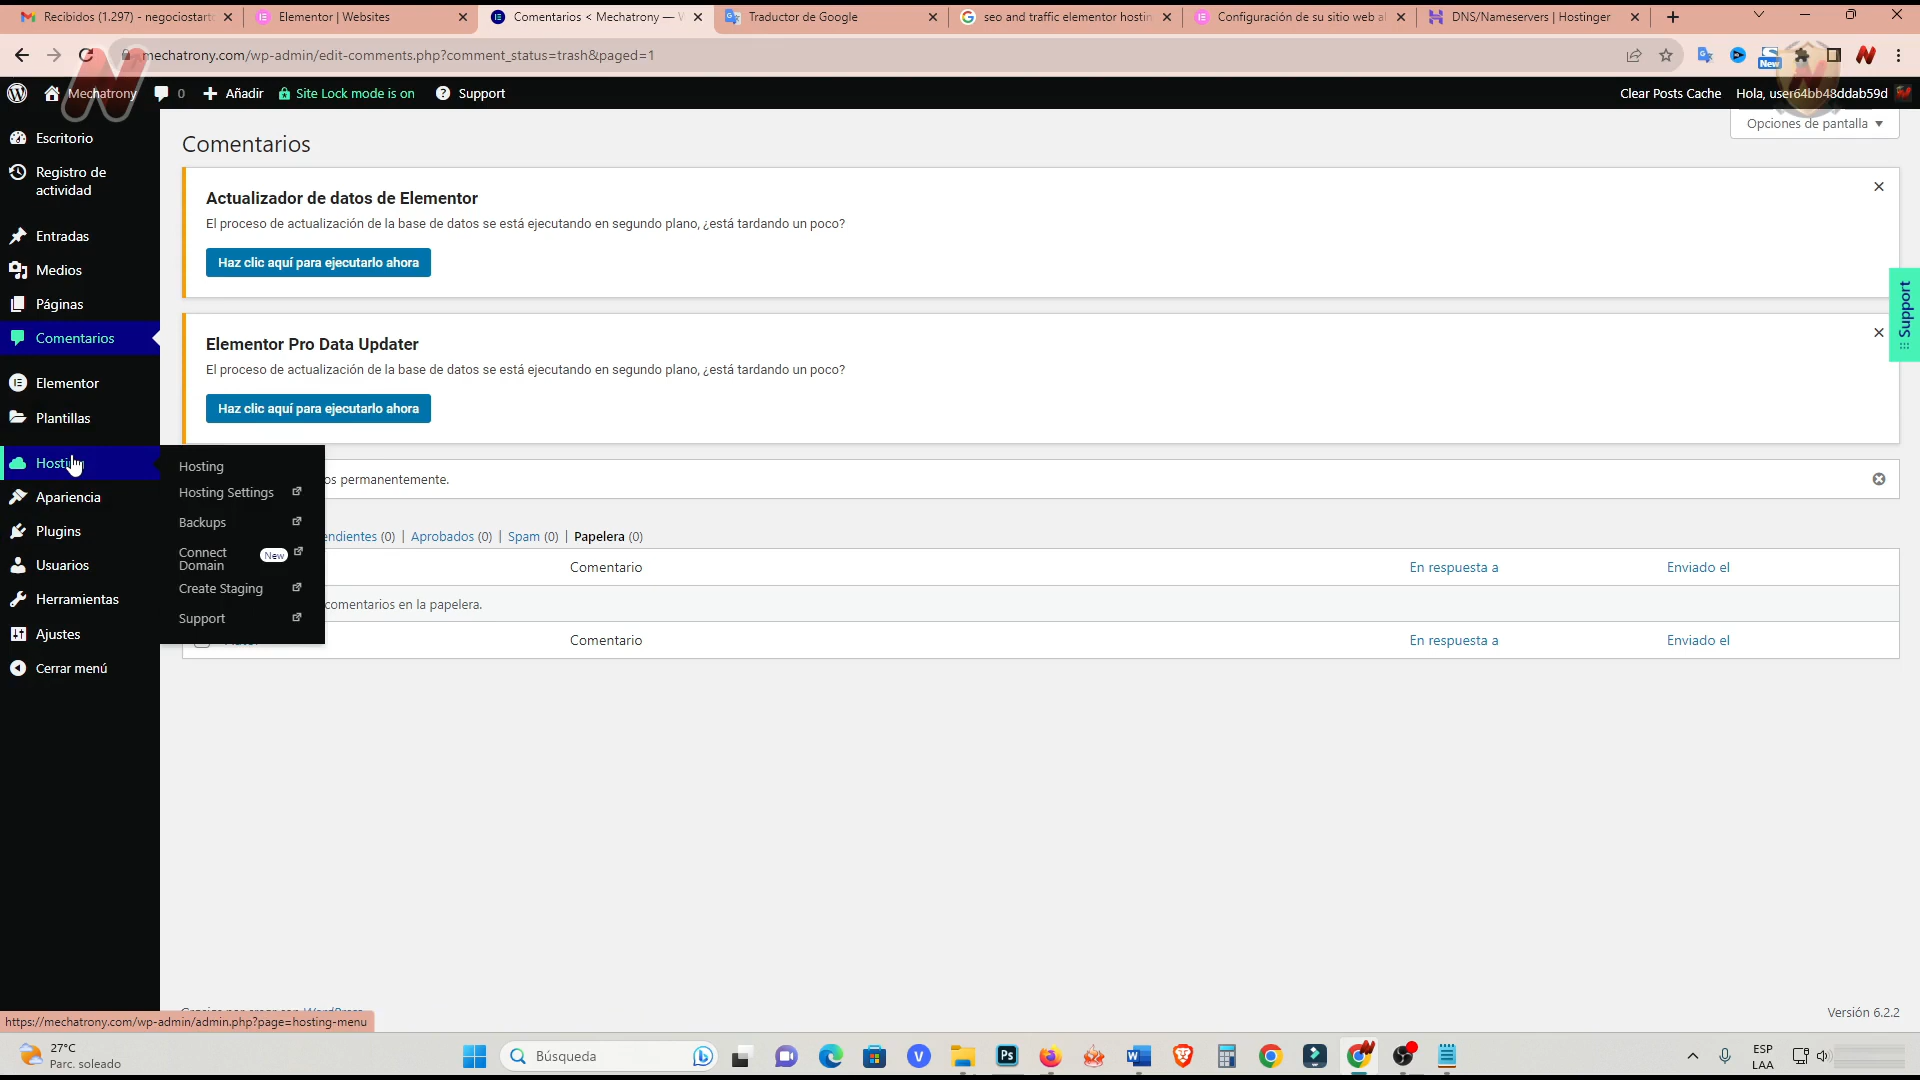 Recibidos (1.297) - negociostart
Elementor | Websites
Comentarios < Mechatrony — W
Traductor de Google
seo and traffic elementor hostin
Configuración de su sitio web al
DNS/Nameservers | Hostinger
mechatrony.com/wp-admin/edit-comments.php?comment_status=trash&paged=1
New
Mechatrony
0
Añadir
Site Lock mode is on
Support
Clear Posts Cache
Hola, user64bb48ddab59d
Opciones de pantalla
Escritorio
Registro de
actividad
Entradas
Medios
Páginas
Comentarios
Elementor
Plantillas
Apariencia
Plugins
Usuarios
Herramientas
Ajustes
Cerrar menú
Hosting
Hosting Settings
Backups
Connect
Domain
New
Create Staging
Support
Comentarios
Actualizador de datos de Elementor
El proceso de actualización de la base de datos se está ejecutando en segundo plano, ¿está tardando un poco?
Haz clic aquí para ejecutarlo ahora
Elementor Pro Data Updater
El proceso de actualización de la base de datos se está ejecutando en segundo plano, ¿está tardando un poco?
Haz clic aquí para ejecutarlo ahora
os permanentemente.
endientes (0) | Aprobados (0) | Spam (0) | Papelera (0)
Comentario
En respuesta a
Enviado el
comentarios en la papelera.
Comentario
En respuesta a
Enviado el
Support
Versión 6.2.2
https://mechatrony.com/wp-admin/admin.php?page=hosting-menu
27°C
Parc. soleado
Búsqueda
V
Ps
W
ESP
LAA